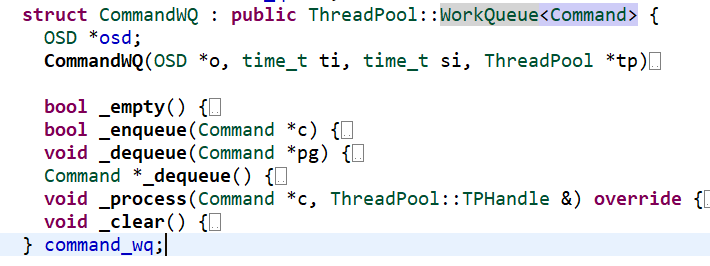 struct CommandWQ : public ThreadPool::WorkQueue<Command> {
OSD *osd;
CommandWQ(OSD *o, time_t ti, time_t si, ThreadPool *tp)
bool _empty() {
bool _enqueue(Command *c) {
void _dequeue(Command *pg) {
Command *_dequeue() {
void _process(Command *c, ThreadPool::TPHandle &) override {
void _clear() {
} command_wq;